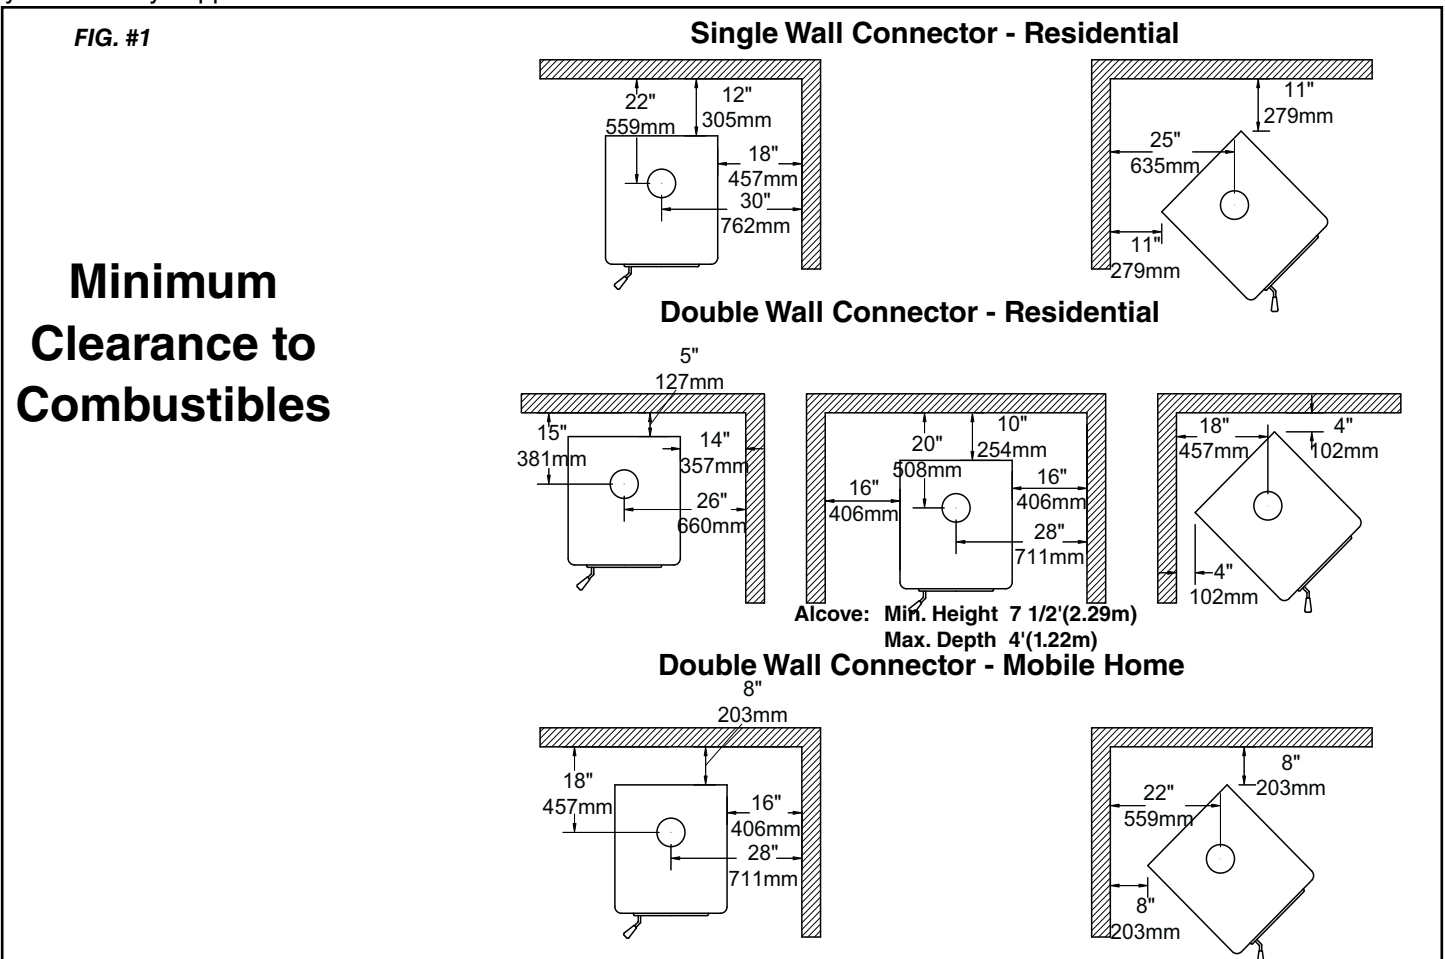 FIG. #1
Minimum
Clearance to
Combustibles
Single Wall Connector - Residential
22"
559mm
12"
305mm
18"
457mm
30"
762mm
11"
279mm
25"
635mm
11"
279mm
Double Wall Connector - Residential
5"
127mm
15"
381mm
14"
357mm
26"
660mm
20"
508mm
10"
254mm
16"
406mm
16"
406mm
28"
711mm
18"
457mm
4"
102mm
4"
102mm
Alcove: Min. Height 7 1/2'(2.29m)
Max. Depth 4'(1.22m)
Double Wall Connector - Mobile Home
8"
203mm
18"
457mm
16"
406mm
28"
711mm
8"
203mm
22"
559mm
8"
203mm